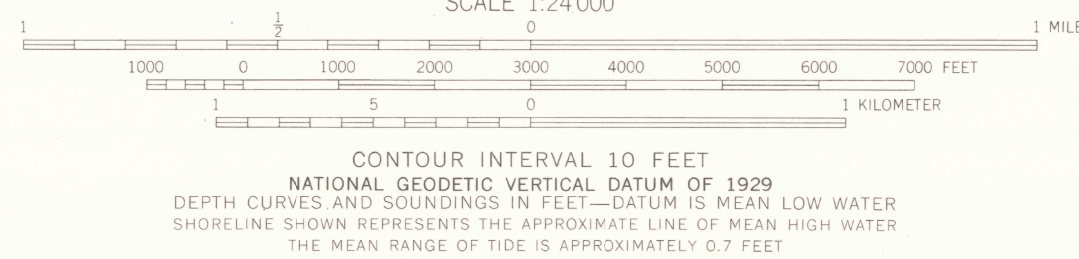 SCALE 1:24 000
1 1/2 0 1 MILE
1000 0 1000 2000 3000 4000 5000 6000 7000 FEET
1 5 0 1 KILOMETER
CONTOUR INTERVAL 10 FEET
NATIONAL GEODETIC VERTICAL DATUM OF 1929
DEPTH CURVES AND SOUNDINGS IN FEET—DATUM IS MEAN LOW WATER
SHORELINE SHOWN REPRESENTS THE APPROXIMATE LINE OF MEAN HIGH WATER
THE MEAN RANGE OF TIDE IS APPROXIMATELY 0.7 FEET